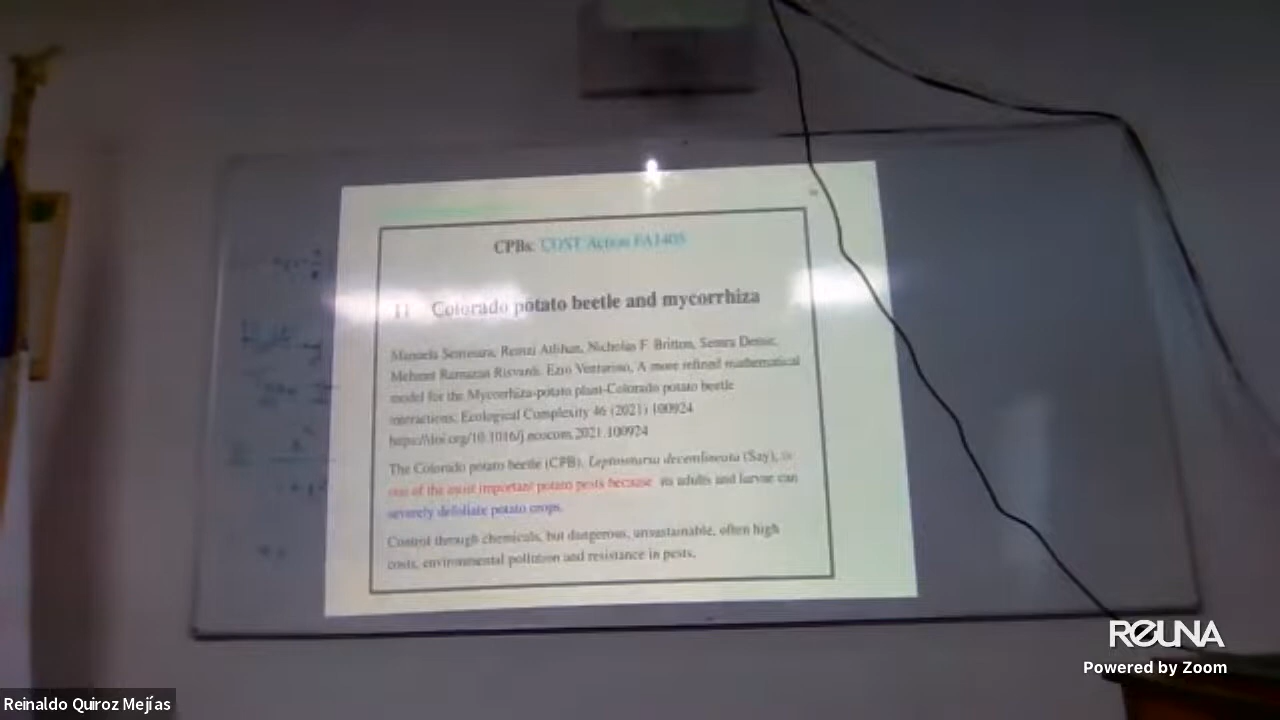 CPBs: COST Action FA1405
11 Colorado potato beetle and mycorrhiza
Manuela Remzi Atlihan, Nicholas F. Britton, Semra Demir,
Mehmet Ramazan Ezio Venturino, A more refined mathematical
model for the Mycorrhiza-potato plant-Colorado potato beetle
interactions, Ecological Complexity 46 (2021) 100924
https://doi.org/10.1016/j.ecocom.2021.100924
The Colorado potato beetle (CPB), Leptinotarsa decemlineata (Say), is
one of the most important potato pests because its adults and larvae can
severely defoliate potato crops.
Control through chemicals, but dangerous, unsustainable, often high
costs, environmental pollution and resistance in pests.
REUNA
Powered by Zoom
Reinaldo Quiroz Mejías